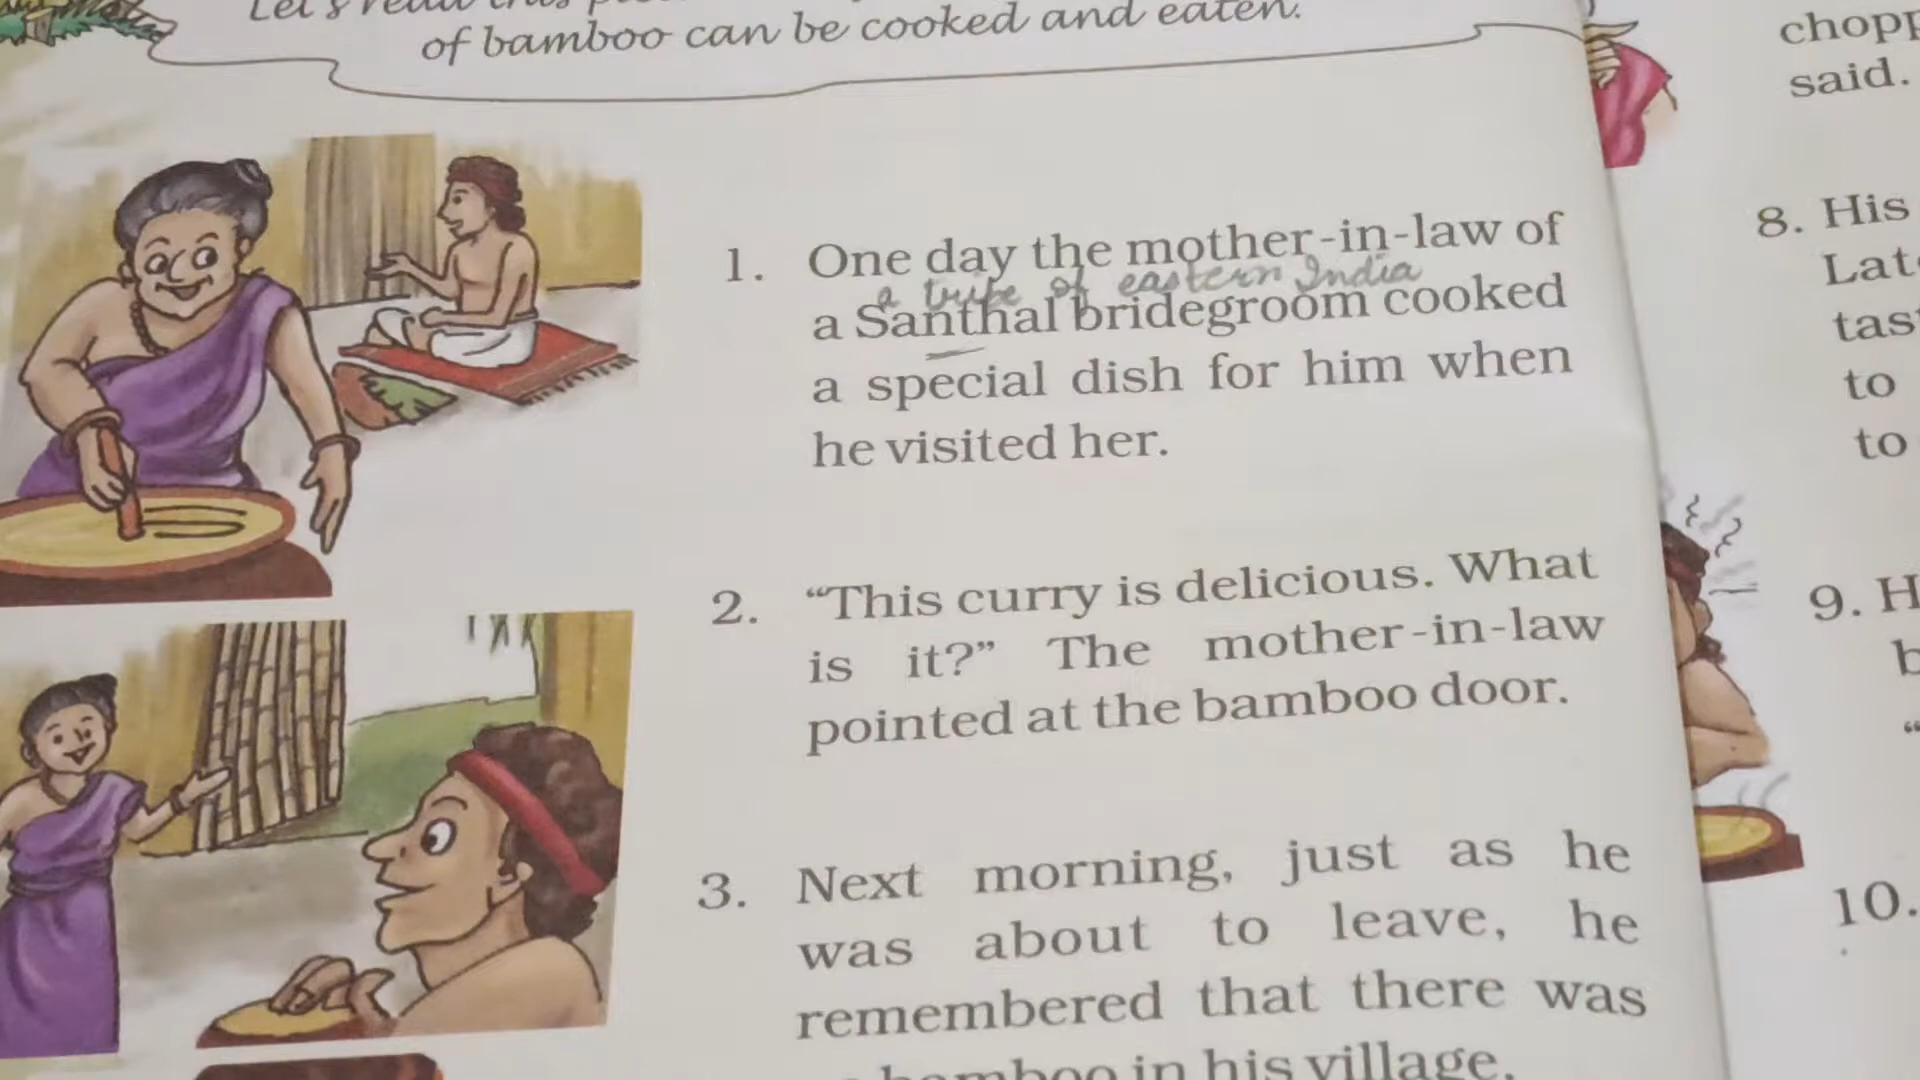 of bamboo can be cooked and eaten.
1. One day the mother-in-law of
a tribe of eastern India
a Santhal bridegroom cooked
a special dish for him when
he visited her.
2. “This curry is delicious. What
is it?” The mother-in-law
pointed at the bamboo door.
3. Next morning, just as he
was about to leave, he
remembered that there was
bamboo in his village.
said.
8. His
to
to
9.
10.